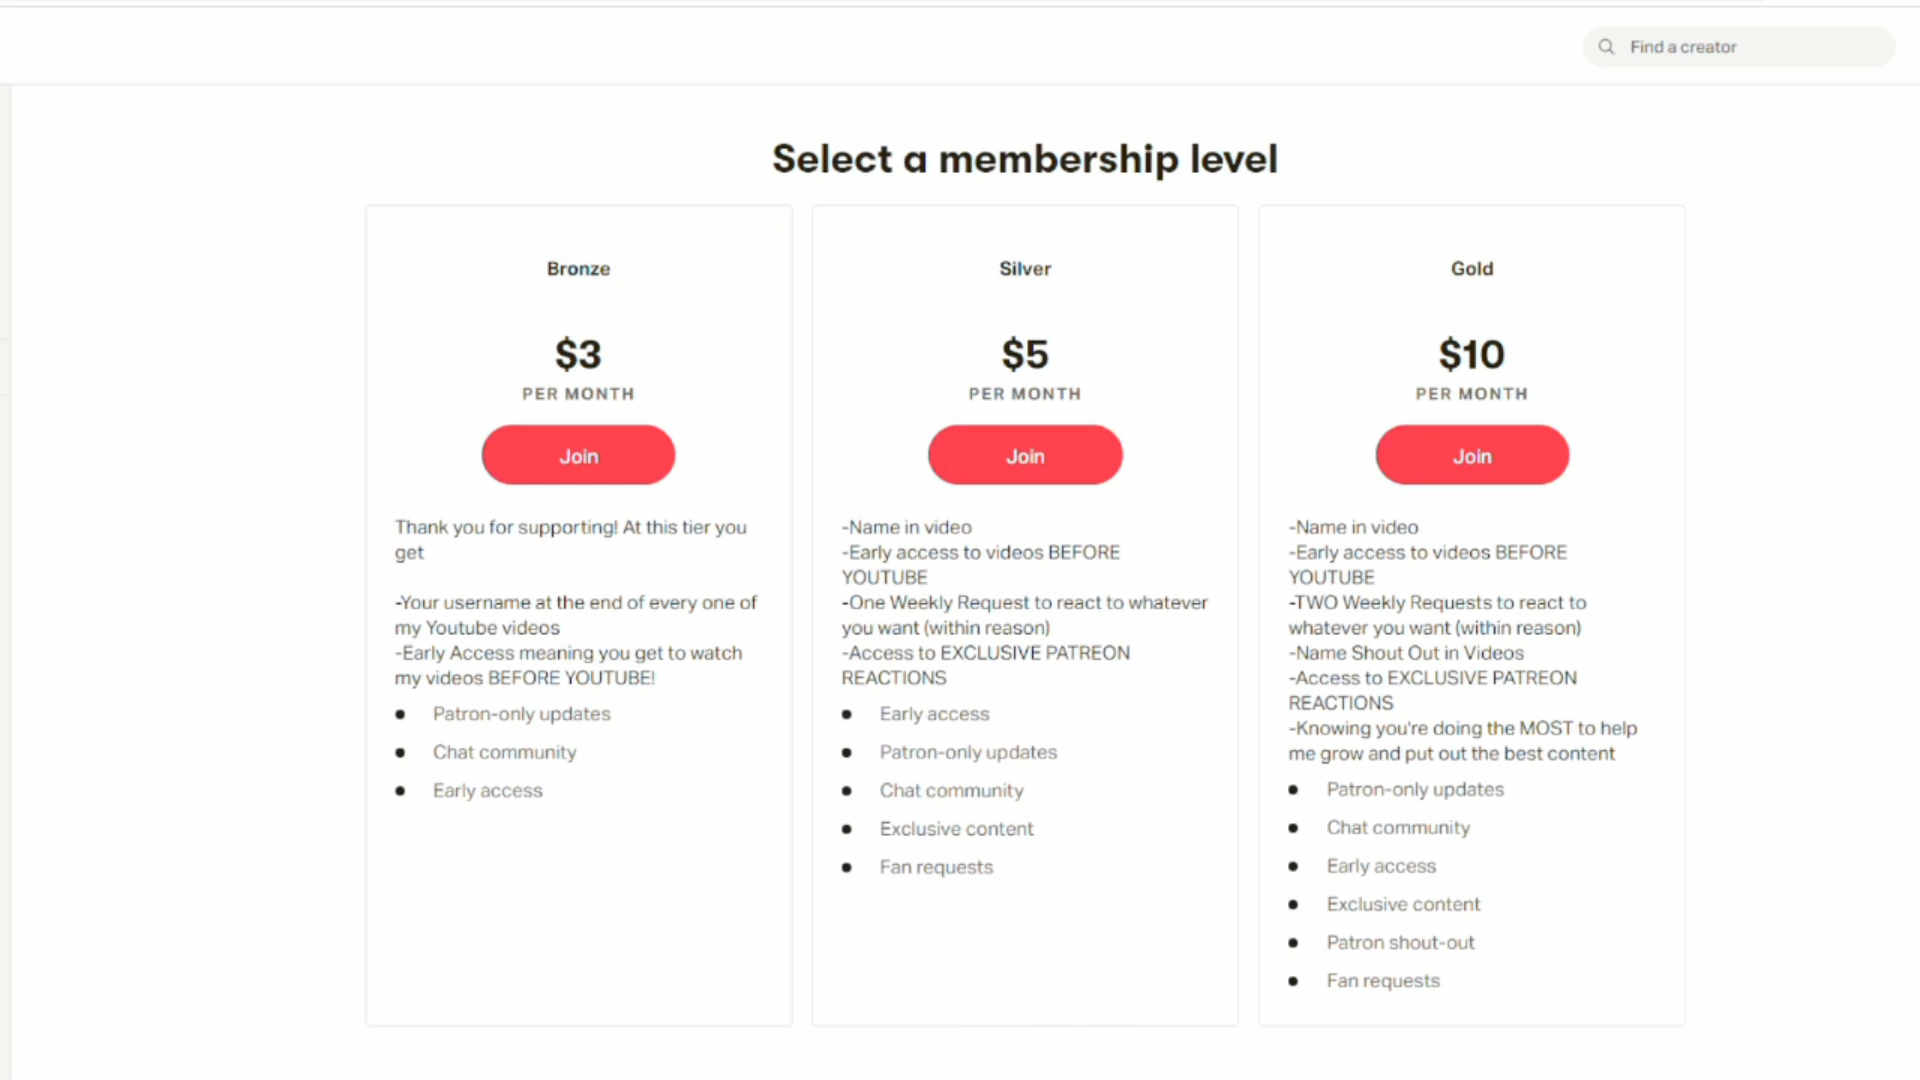 Find a creator
Select a membership level
Bronze
$3
PER MONTH
Join
Thank you for supporting! At this tier you
get
-Your username at the end of every one of
my Youtube videos
-Early Access meaning you get to watch
my videos BEFORE YOUTUBE!
Patron-only updates
Chat community
Early access
Silver
$5
PER MONTH
Join
-Name in video
-Early access to videos BEFORE
YOUTUBE
-One Weekly Request to react to whatever
you want (within reason)
-Access to EXCLUSIVE PATREON
REACTIONS
Early access
Patron-only updates
Chat community
Exclusive content
Fan requests
Gold
$10
PER MONTH
Join
-Name in video
-Early access to videos BEFORE
YOUTUBE
-TWO Weekly Requests to react to
whatever you want (within reason)
-Name Shout Out in Videos
-Access to EXCLUSIVE PATREON
REACTIONS
-Knowing you're doing the MOST to help
me grow and put out the best content
Patron-only updates
Chat community
Early access
Exclusive content
Patron shout-out
Fan requests